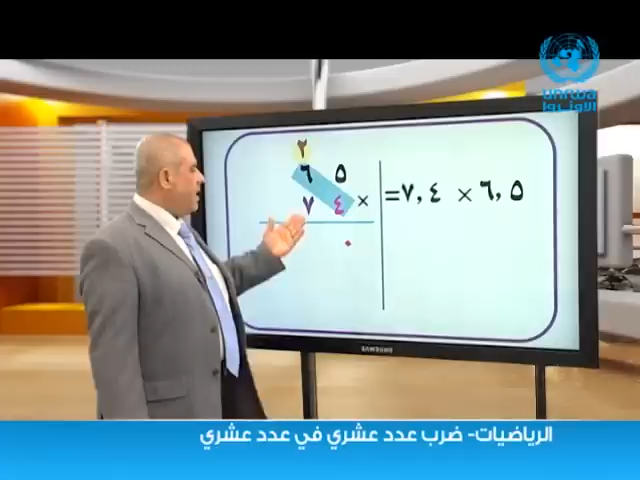 unrwa
الاونروا
٢
٦ ٥
٧ ٤ ×
٠
٦,٥ × ٧,٤ =
SAMSUNG
الرياضيات- ضرب عدد عشري في عدد عشري